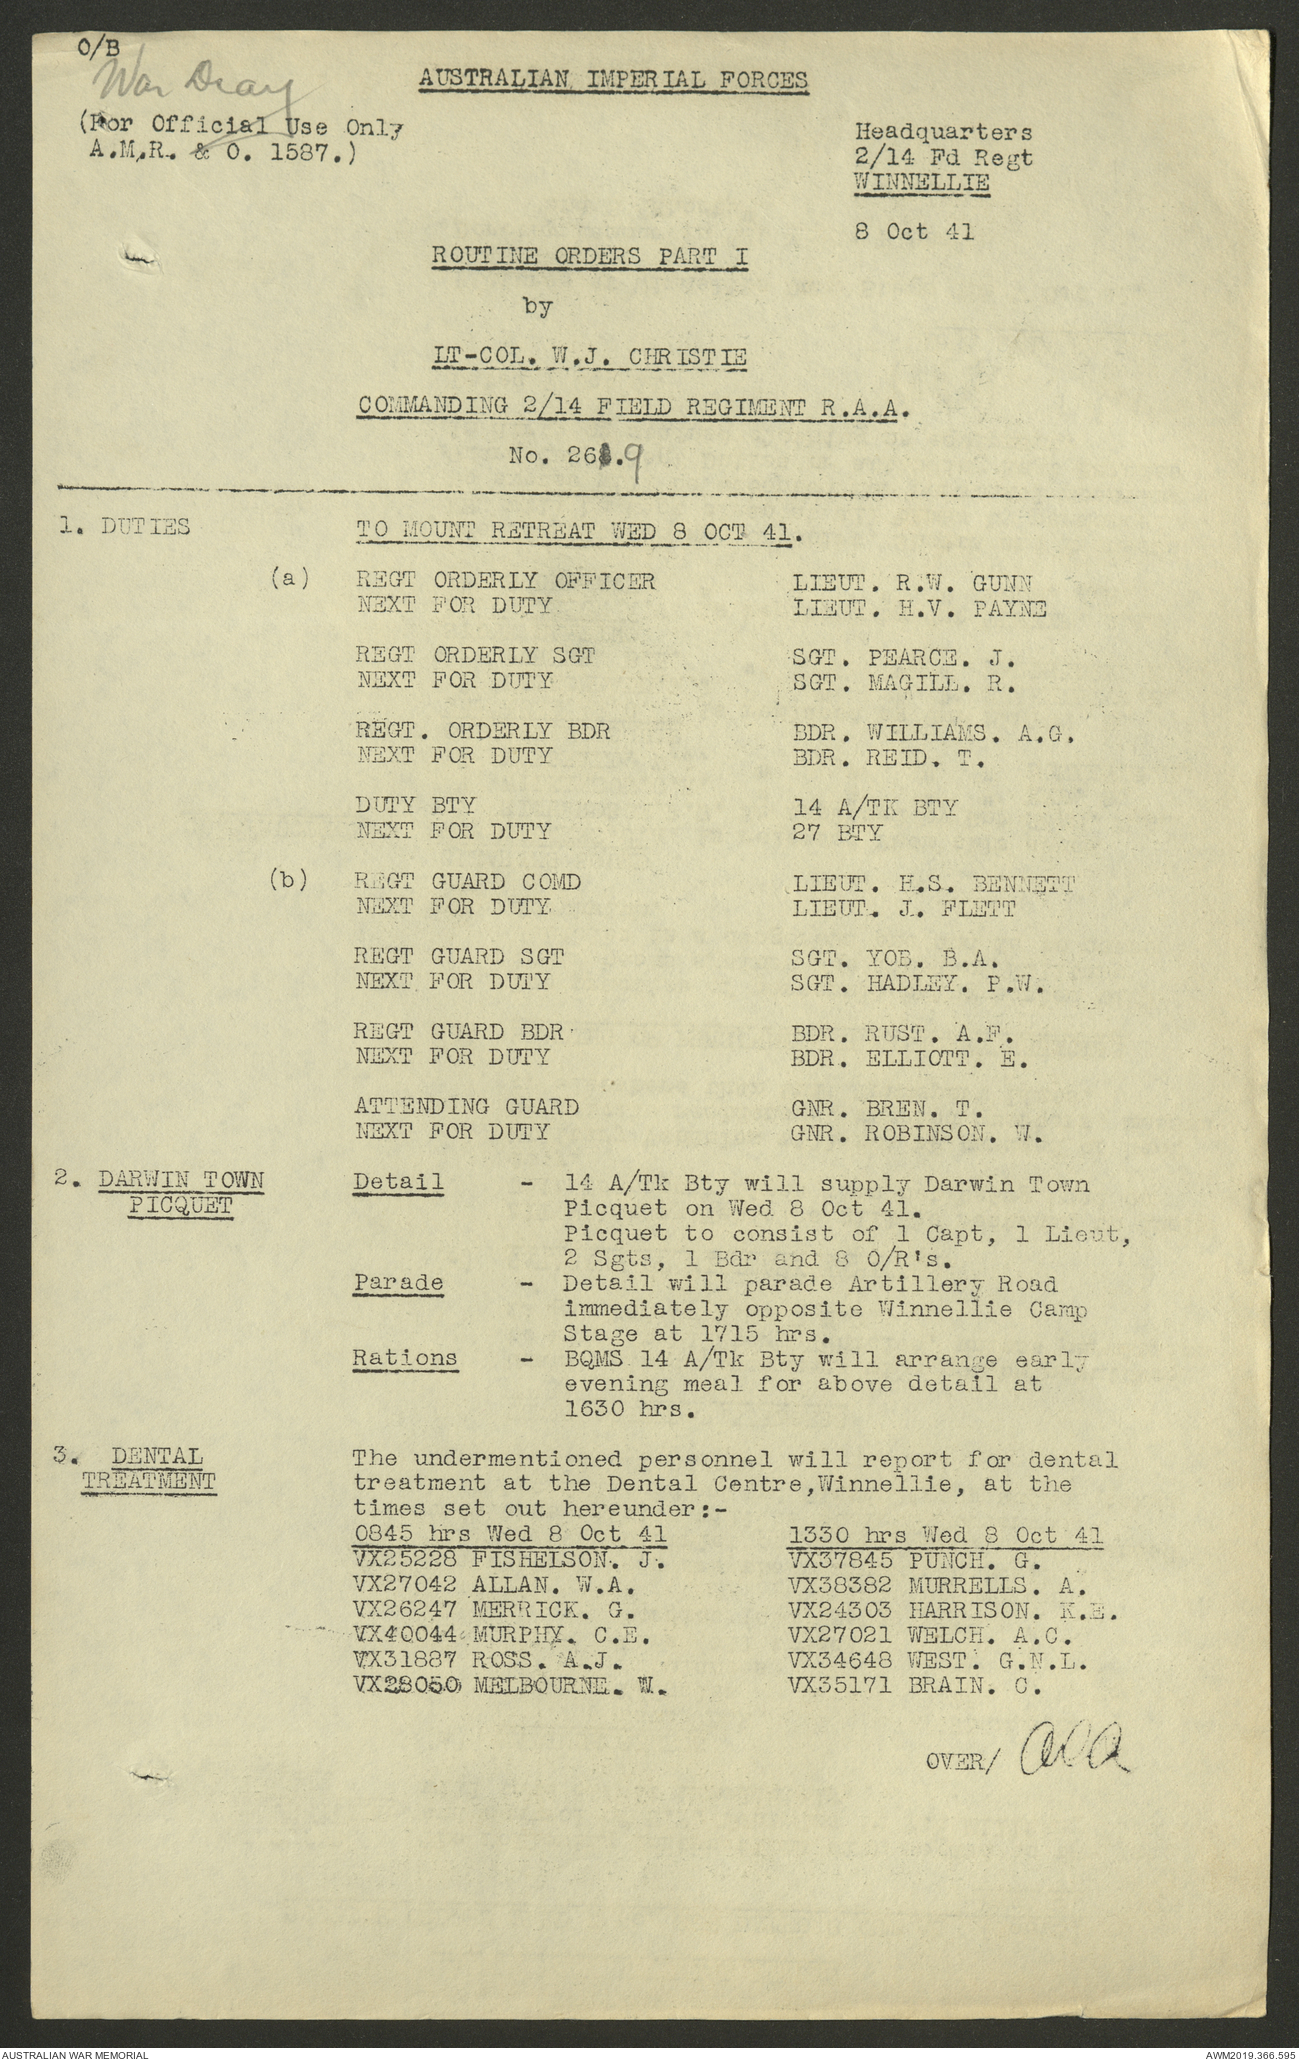 O/B
War Diary
AUSTRALIAN IMPERIAL FORCES
(For Official Use Only
A.M.R. & O. 1587.)
Headquarters
2/14 Fd Regt
WINNELLIE
8 Oct 41
ROUTINE ORDERS PART I
by
LT-COL. W.J. CHRISTIE
COMMANDING 2/14 FIELD REGIMENT R.A.A.
No. 269
1. DUTIES TO MOUNT RETREAT WED 8 OCT 41.
(a) REGT ORDERLY OFFICER LIEUT. R.W. GUNN
NEXT FOR DUTY LIEUT. H.V. PAYNE
REGT ORDERLY SGT SGT. PEARCE. J.
NEXT FOR DUTY SGT. MAGILL. R.
REGT. ORDERLY BDR BDR. WILLIAMS. A.G.
NEXT FOR DUTY BDR. REID. T.
DUTY BTY 14 A/TK BTY
NEXT FOR DUTY 27 BTY
(b) REGT GUARD COMD LIEUT. H.S. BENNETT
NEXT FOR DUTY LIEUT. J. FLETT
REGT GUARD SGT SGT. YOB. B.A.
NEXT FOR DUTY SGT. HADLEY. P.W.
REGT GUARD BDR BDR. RUST. A.F.
NEXT FOR DUTY BDR. ELLIOTT. E.
ATTENDING GUARD GNR. BREN. T.
NEXT FOR DUTY GNR. ROBINSON. W.
2. DARWIN TOWN Detail - 14 A/Tk Bty will supply Darwin Town
PICQUET Picquet on Wed 8 Oct 41.
Picquet to consist of 1 Capt, 1 Lieut,
2 Sgts, 1 Bdr and 8 O/R's.
Parade - Detail will parade Artillery Road
immediately opposite Winnellie Camp
Stage at 1715 hrs.
Rations - BQMS 14 A/Tk Bty will arrange early
evening meal for above detail at
1630 hrs.
3. DENTAL The undermentioned personnel will report for dental
TREATMENT treatment at the Dental Centre,Winnellie, at the
times set out hereunder:-
0845 hrs Wed 8 Oct 41 1330 hrs Wed 8 Oct 41
VX25228 FISHELSON. J. VX37845 PUNCH. G.
VX27042 ALLAN. W.A. VX38382 MURRELLS. A.
VX26247 MERRICK. G. VX24303 HARRISON. K.E.
VX40044 MURPHY. C.E. VX27021 WELCH. A.C.
VX31887 ROSS. A.J. VX34648 WEST. G.N.L.
VX28050 MELBOURNE. W. VX35171 BRAIN. C.
OVER/
AUSTRALIAN WAR MEMORIAL AWM2019.366.595